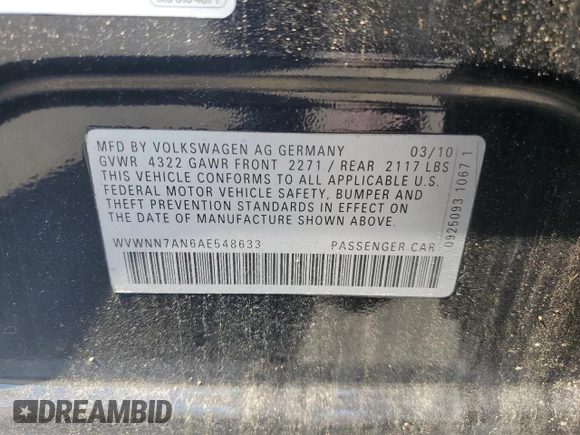 MFD BY VOLKSWAGEN AG GERMANY 03/10
GVWR 4322 GAWR FRONT 2271 / REAR 2117 LBS
THIS VEHICLE CONFORMS TO ALL APPLICABLE U.S.
FEDERAL MOTOR VEHICLE SAFETY, BUMPER AND
THEFT PREVENTION STANDARDS IN EFFECT ON
THE DATE OF MANUFACTURE SHOWN ABOVE.
WVWNN7AN6AE548633 PASSENGER CAR
0925093 1067 1
DREAMBID